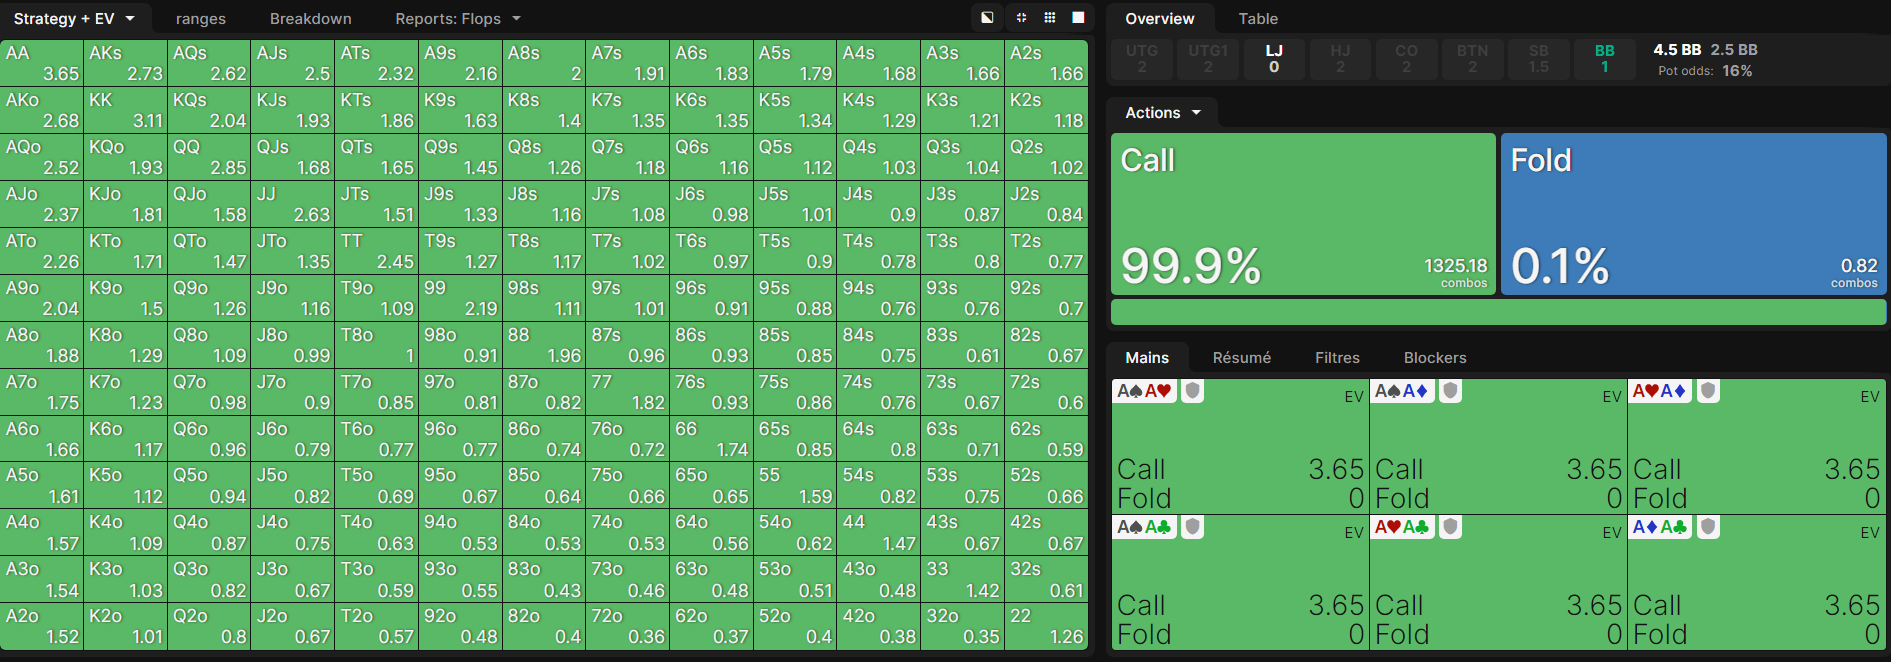 Strategy + EV ranges Breakdown Reports: Flops
AA AKs AQs AJs ATs A9s A8s A7s A6s A5s A4s A3s A2s
3.65 2.73 2.62 2.5 2.32 2.16 2 1.91 1.83 1.79 1.68 1.66 1.66
AKo KK KQs KJs KTs K9s K8s K7s K6s K5s K4s K3s K2s
2.68 3.11 2.04 1.93 1.86 1.63 1.4 1.35 1.35 1.34 1.29 1.21 1.18
AQo KQo QQ QJs QTs Q9s Q8s Q7s Q6s Q5s Q4s Q3s Q2s
2.52 1.93 2.85 1.68 1.65 1.45 1.26 1.18 1.16 1.12 1.03 1.04 1.02
AJo KJo QJo JJ JTs J9s J8s J7s J6s J5s J4s J3s J2s
2.37 1.81 1.58 2.63 1.51 1.33 1.16 1.08 0.98 1.01 0.9 0.87 0.84
ATo KTo QTo JTo TT T9s T8s T7s T6s T5s T4s T3s T2s
2.26 1.71 1.47 1.35 2.45 1.27 1.17 1.02 0.97 0.9 0.78 0.8 0.77
A9o K9o Q9o J9o T9o 99 98s 97s 96s 95s 94s 93s 92s
2.04 1.5 1.26 1.16 1.09 2.19 1.11 1.01 0.91 0.88 0.76 0.76 0.7
A8o K8o Q8o J8o T8o 98o 88 87s 86s 85s 84s 83s 82s
1.88 1.29 1.09 0.99 1 0.91 1.96 0.96 0.93 0.85 0.75 0.61 0.67
A7o K7o Q7o J7o T7o 97o 87o 77 76s 75s 74s 73s 72s
1.75 1.23 0.98 0.9 0.85 0.81 0.82 1.82 0.93 0.86 0.76 0.67 0.6
A6o K6o Q6o J6o T6o 96o 86o 76o 66 65s 64s 63s 62s
1.66 1.17 0.96 0.79 0.77 0.77 0.74 0.72 1.74 0.85 0.8 0.71 0.59
A5o K5o Q5o J5o T5o 95o 85o 75o 65o 55 54s 53s 52s
1.61 1.12 0.94 0.82 0.69 0.67 0.64 0.66 0.65 1.59 0.82 0.75 0.66
A4o K4o Q4o J4o T4o 94o 84o 74o 64o 54o 44 43s 42s
1.57 1.09 0.87 0.75 0.63 0.53 0.53 0.53 0.56 0.62 1.47 0.67 0.67
A3o K3o Q3o J3o T3o 93o 83o 73o 63o 53o 43o 33 32s
1.54 1.03 0.82 0.67 0.59 0.55 0.43 0.46 0.48 0.51 0.48 1.42 0.61
A2o K2o Q2o J2o T2o 92o 82o 72o 62o 52o 42o 32o 22
1.52 1.01 0.8 0.67 0.57 0.48 0.4 0.36 0.37 0.4 0.38 0.35 1.26
Overview Table
UTG UTG1 LJ HJ CO BTN SB BB 4.5 BB 2.5 BB
2 2 0 2 2 2 1.5 1 Pot odds: 16%
Actions
Call Fold
99.9% 1325.18 0.1% 0.82
combos combos
Mains Résumé Filtres Blockers
A♠A♥ EV A♠A♦ EV A♥A♦ EV
Call 3.65 Call 3.65 Call 3.65
Fold 0 Fold 0 Fold 0
A♠A♣ EV A♥A♣ EV A♦A♣ EV
Call 3.65 Call 3.65 Call 3.65
Fold 0 Fold 0 Fold 0